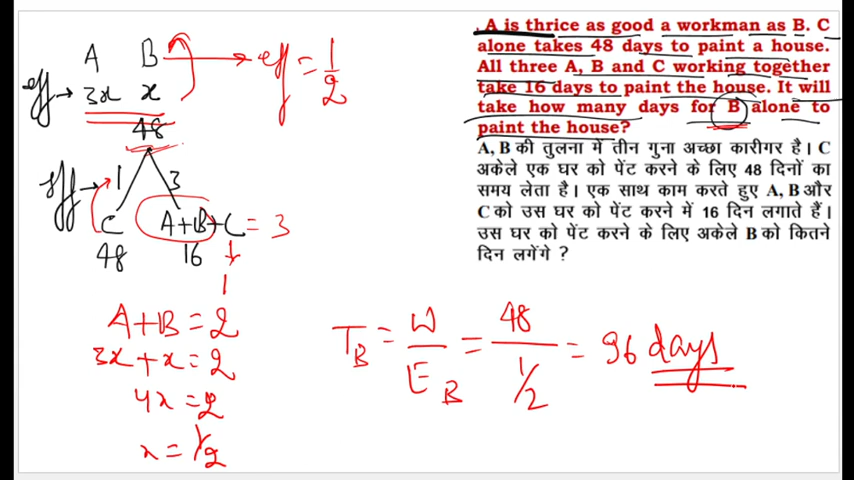 A is thrice as good a workman as B. C
alone takes 48 days to paint a house.
All three A, B and C working together
take 16 days to paint the house. It will
take how many days for B alone to
paint the house?
A, B की तुलना में तीन गुना अच्छा कारीगर है। C
अकेले एक घर को पेंट करने के लिए 48 दिनों का
समय लेता है। एक साथ काम करते हुए A, B और
C को उस घर को पेंट करने में 16 दिन लगाते हैं।
उस घर को पेंट करने के लिए अकेले B को कितने
दिन लगेंगे ?
A B
eff → 3x x
→ eff = 1/2
48
eff → 1 3
C A+B+C = 3
48 16
1
A+B = 2
3x+x = 2
4x = 2
x = 1/2
T_B = W/E_B = 48/(1/2) = 96 days